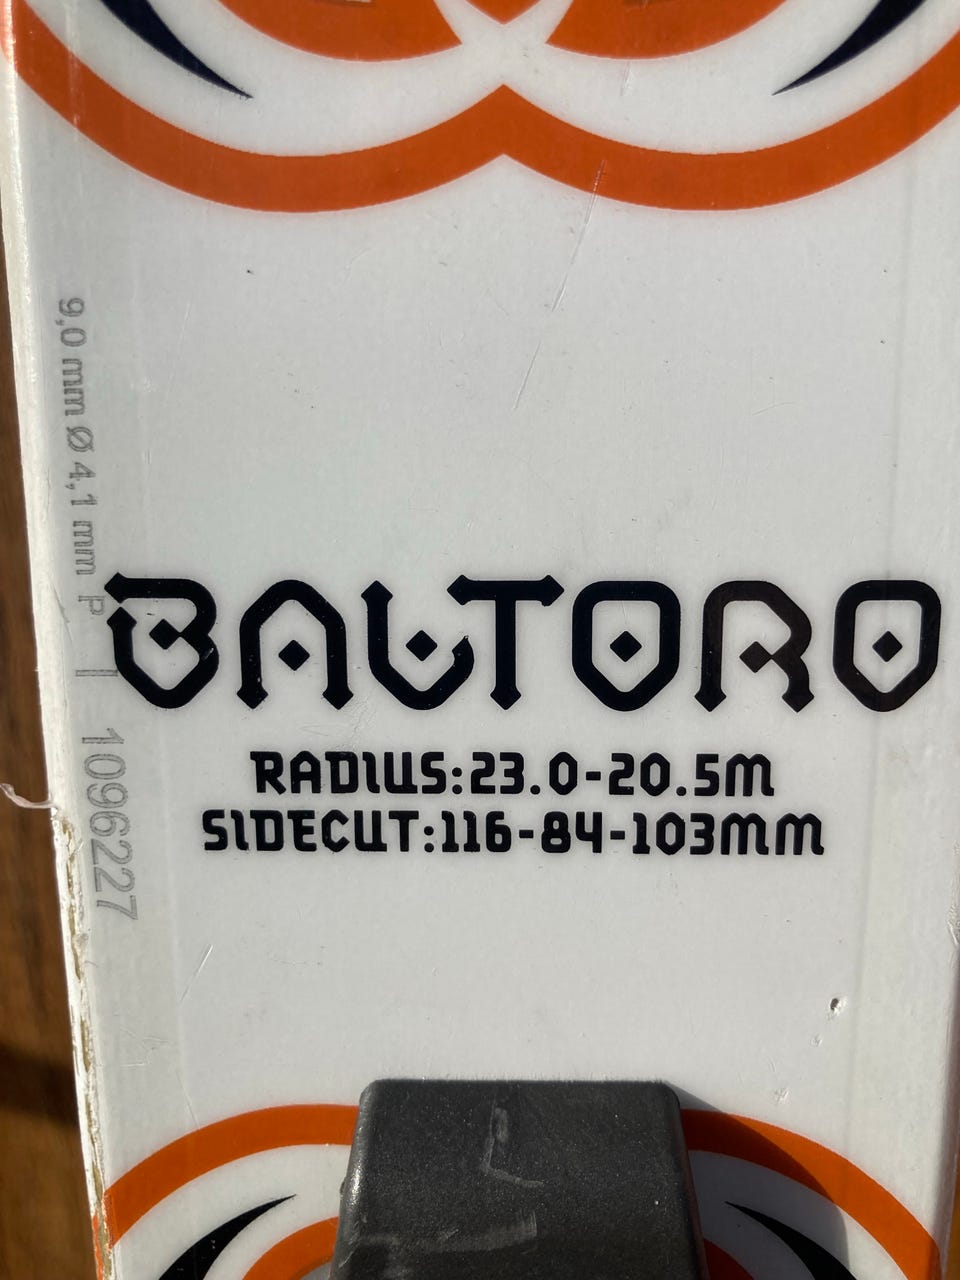 9,0 mm Ø 4,1 mm P | 1096227
BALTORO
RADIUS:23.0-20.5M
SIDECUT:116-84-103MM